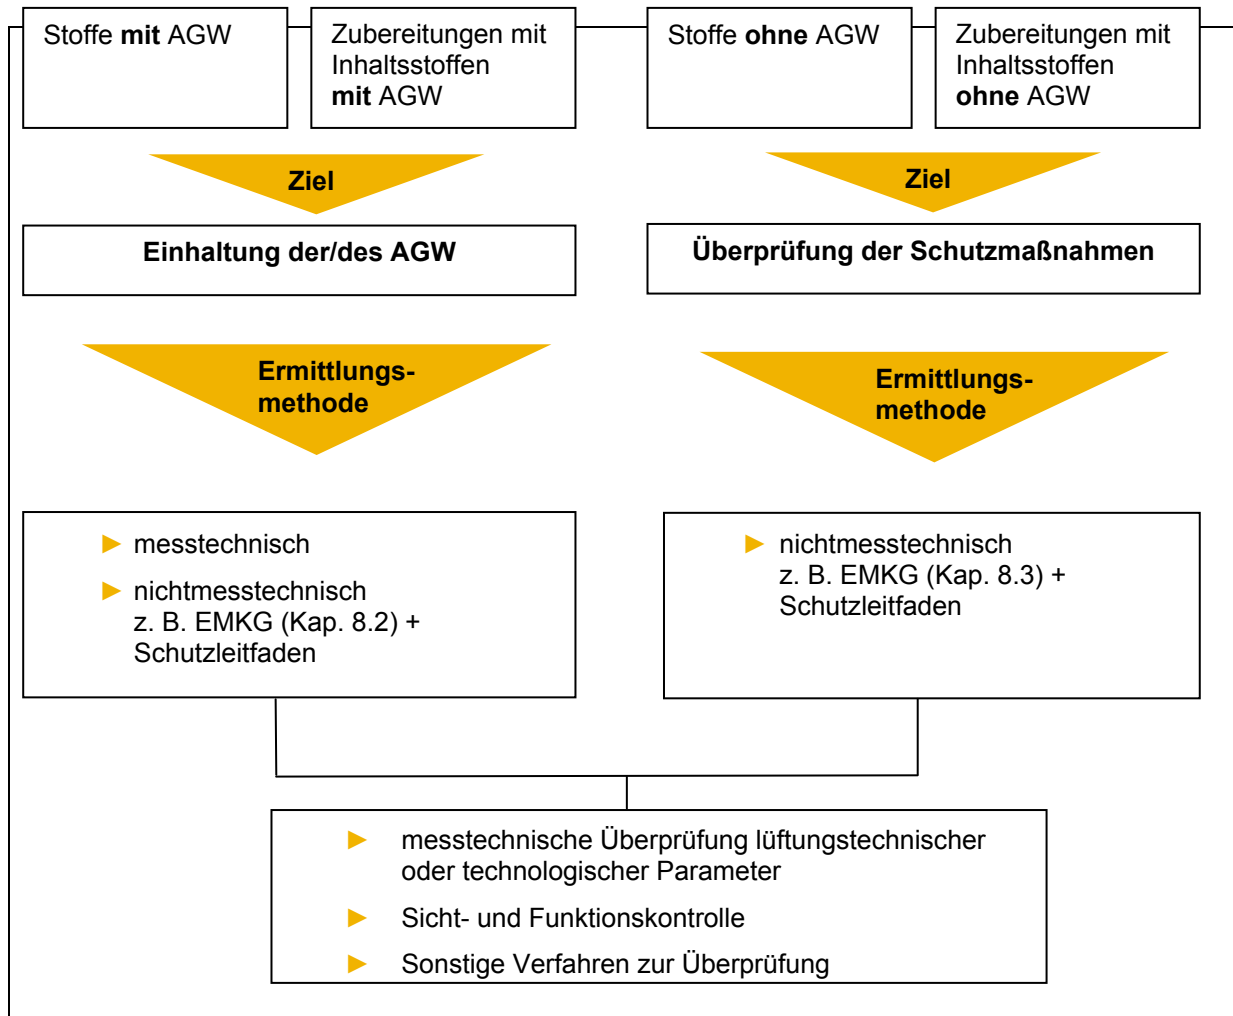 Stoffe mit AGW
Zubereitungen mit
Inhaltsstoffen
mit AGW
Stoffe ohne AGW
Zubereitungen mit
Inhaltsstoffen
ohne AGW
Ziel
Ziel
Einhaltung der/des AGW
Überprüfung der Schutzmaßnahmen
Ermittlungs-
methode
Ermittlungs-
methode
messtechnisch
nichtmesstechnisch
z. B. EMKG (Kap. 8.2) +
Schutzleitfaden
nichtmesstechnisch
z. B. EMKG (Kap. 8.3) +
Schutzleitfaden
messtechnische Überprüfung lüftungstechnischer
oder technologischer Parameter
Sicht- und Funktionskontrolle
Sonstige Verfahren zur Überprüfung